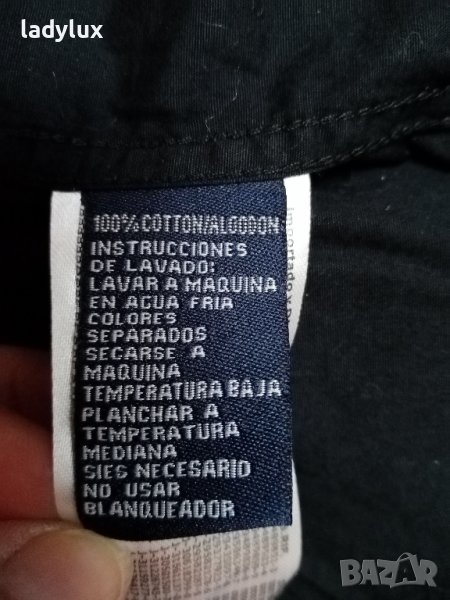 ladylux
100% COTTON/ALGODON
INSTRUCCIONES
DE LAVADO:
LAVAR A MAQUINA
EN AGUA FRIA
COLORES
SEPARADOS
SECARSE A
MAQUINA
TEMPERATURA BAJA
PLANCHAR A
TEMPERATURA
MEDIANA
SIES NECESARIO
NO USAR
BLANQUEADOR
BAZAR